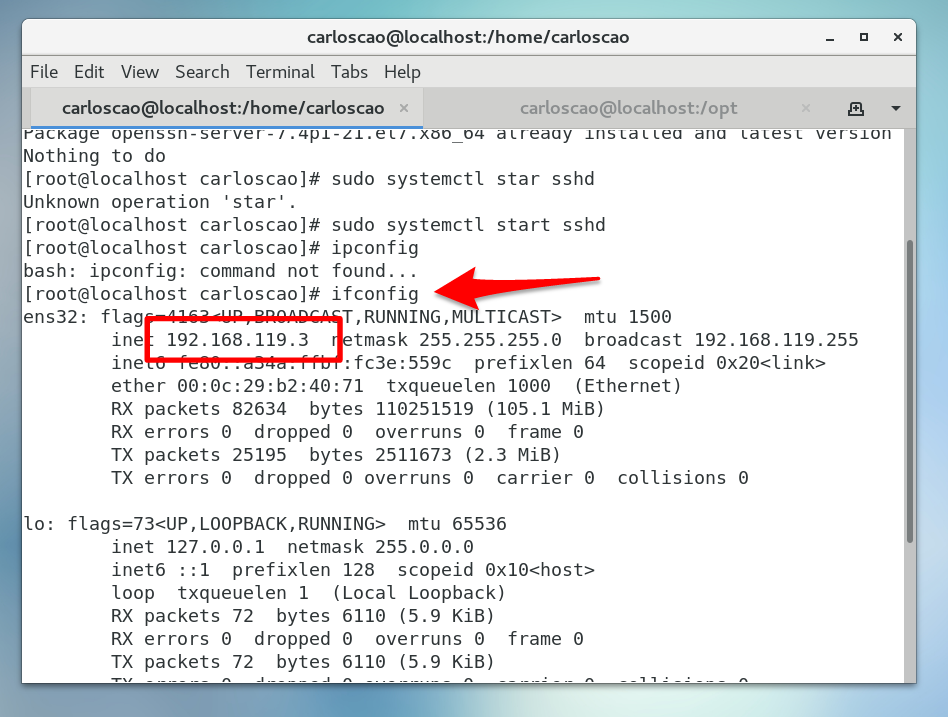 carloscao@localhost:/home/carloscao
File Edit View Search Terminal Tabs Help
carloscao@localhost:/home/carloscao × carloscao@localhost:/opt ×
Package openssh-server-7.4p1-21.el7.x86_64 already installed and latest version
Nothing to do
[root@localhost carloscao]# sudo systemctl star sshd
Unknown operation 'star'.
[root@localhost carloscao]# sudo systemctl start sshd
[root@localhost carloscao]# ipconfig
bash: ipconfig: command not found...
[root@localhost carloscao]# ifconfig
ens32: flags=4163<UP,BROADCAST,RUNNING,MULTICAST>  mtu 1500
        inet 192.168.119.3  netmask 255.255.255.0  broadcast 192.168.119.255
        inet6 fe80::a34a:ffbf:fc3e:559c  prefixlen 64  scopeid 0x20<link>
        ether 00:0c:29:b2:40:71  txqueuelen 1000  (Ethernet)
        RX packets 82634  bytes 110251519 (105.1 MiB)
        RX errors 0  dropped 0  overruns 0  frame 0
        TX packets 25195  bytes 2511673 (2.3 MiB)
        TX errors 0  dropped 0 overruns 0  carrier 0  collisions 0

lo: flags=73<UP,LOOPBACK,RUNNING>  mtu 65536
        inet 127.0.0.1  netmask 255.0.0.0
        inet6 ::1  prefixlen 128  scopeid 0x10<host>
        loop  txqueuelen 1  (Local Loopback)
        RX packets 72  bytes 6110 (5.9 KiB)
        RX errors 0  dropped 0  overruns 0  frame 0
        TX packets 72  bytes 6110 (5.9 KiB)
        TX errors 0  dropped 0 overruns 0  carrier 0  collisions 0